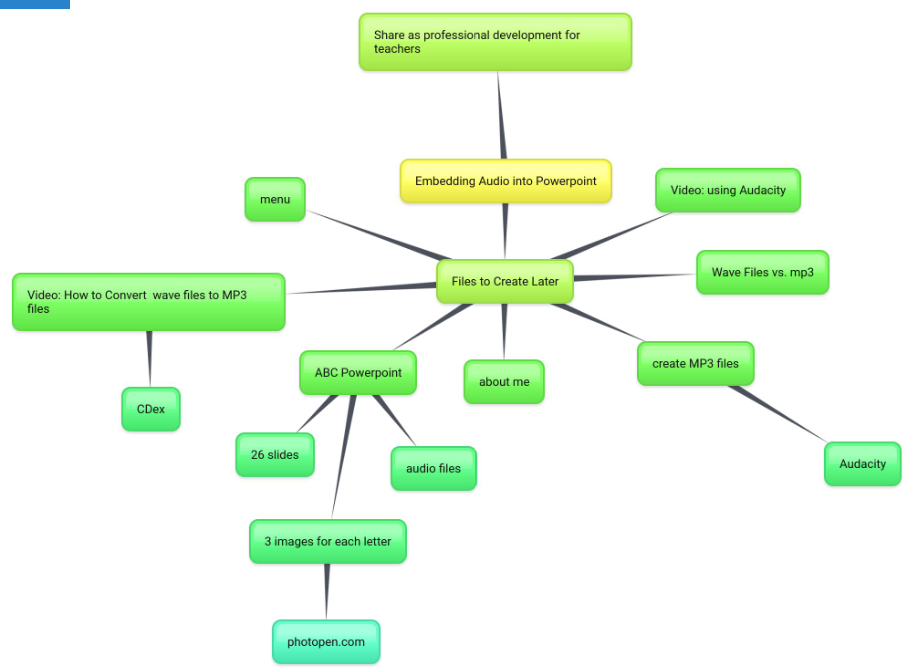 Share as professional development for
teachers
Embedding Audio into Powerpoint
Video: using Audacity
menu
Wave Files vs. mp3
Files to Create Later
Video: How to Convert  wave files to MP3
files
create MP3 files
ABC Powerpoint
about me
CDex
26 slides
audio files
Audacity
3 images for each letter
photopen.com